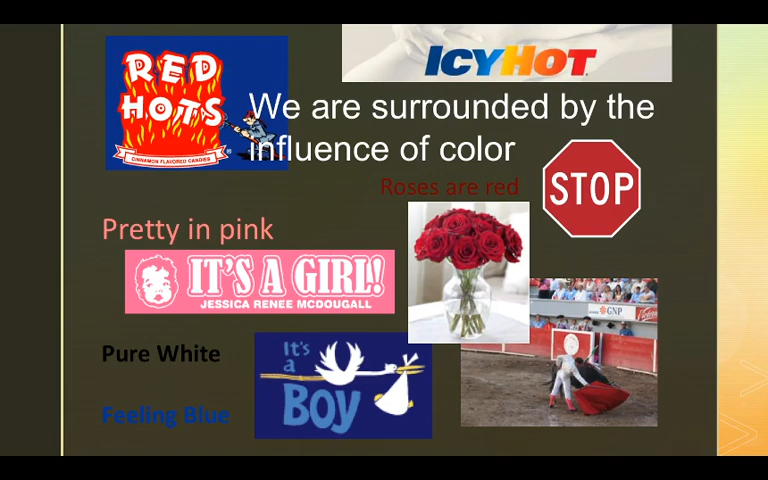 ICYHOT
RED
HOTS
CINNAMON FLAVORED CANDIES
We are surrounded by the
influence of color
STOP
Roses are red
Pretty in pink
IT'S A GIRL!
JESSICA RENEE MCDOUGALL
GNP
Pure White
It's
a
BOY
Feeling Blue